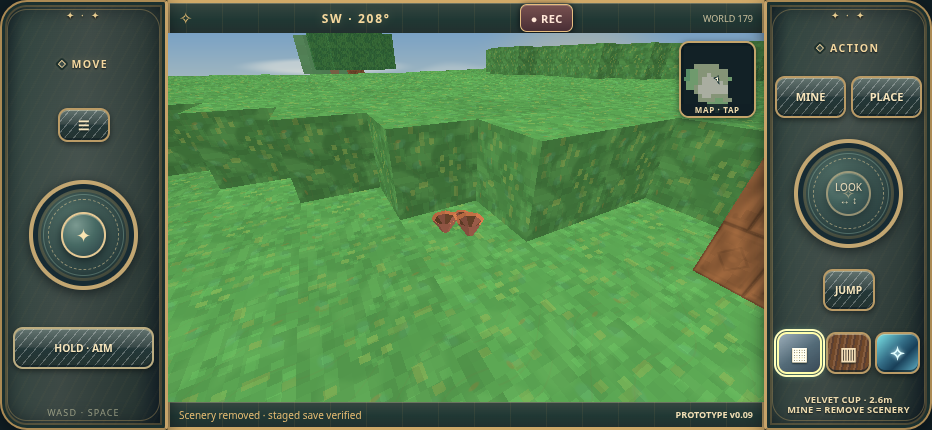 MOVE
☰
HOLD · AIM
WASD · SPACE
SW · 208°
● REC
WORLD 179
MAP · TAP
Scenery removed · staged save verified
PROTOTYPE v0.09
ACTION
MINE
PLACE
LOOK
JUMP
VELVET CUP · 2.6m
MINE = REMOVE SCENERY